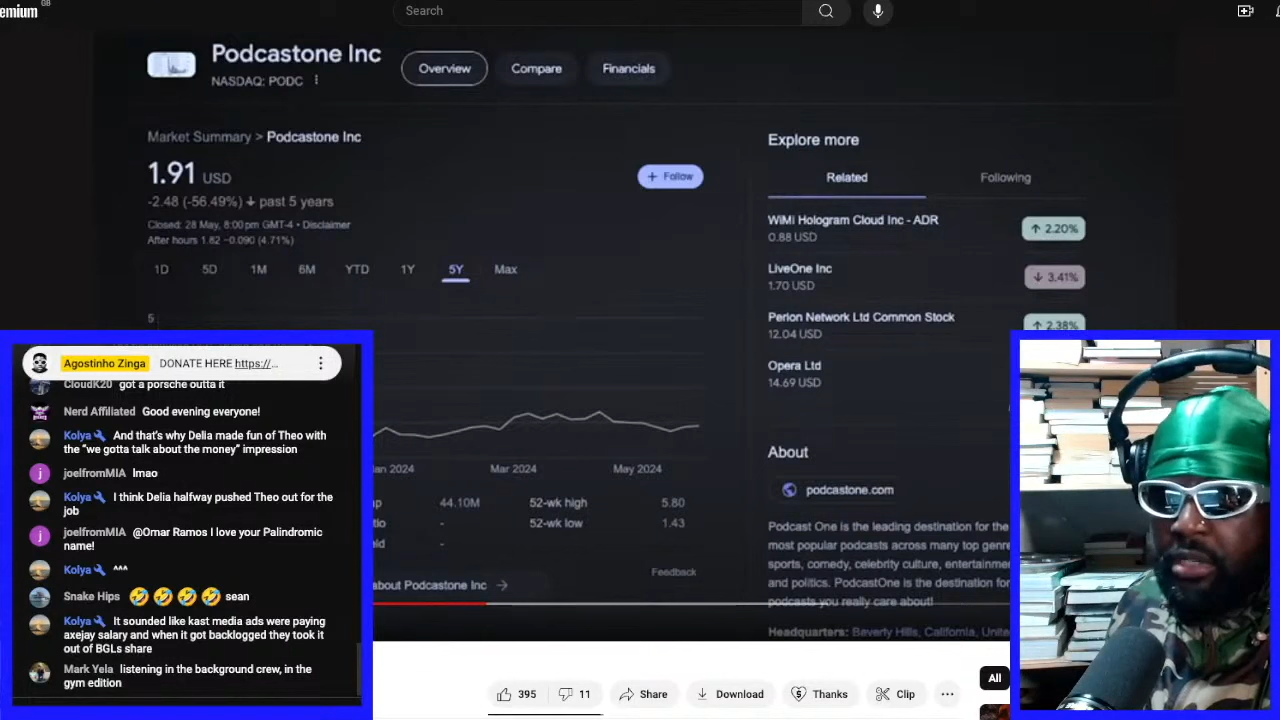 emium GB
Search
Podcastone Inc
NASDAQ: PODC
Overview
Compare
Financials
Market Summary > Podcastone Inc
1.91 USD
-2.48 (-56.49%) ↓ past 5 years
Closed: 28 May, 8:00 pm GMT-4 • Disclaimer
After hours 1.82 -0.090 (4.71%)
+ Follow
1D 5D 1M 6M YTD 1Y 5Y Max
5
an 2024 Mar 2024 May 2024
ap 44.10M 52-wk high 5.80
tio - 52-wk low 1.43
ld -
about Podcastone Inc →
Feedback
Explore more
Related Following
WiMi Hologram Cloud Inc - ADR
0.88 USD
↑ 2.20%
LiveOne Inc
1.70 USD
↓ 3.41%
Perion Network Ltd Common Stock
12.04 USD
↑ 2.38%
Opera Ltd
14.69 USD
About
podcastone.com
Podcast One is the leading destination for the
most popular podcasts across many top genre
sports, comedy, celebrity culture, entertainmen
and politics. PodcastOne is the destination for
podcasts you really care about!
Headquarters: Beverly Hills, California, Unite
Agostinho Zinga DONATE HERE https://...
CloudK20 got a porsche outta it
Nerd Affiliated Good evening everyone!
Kolya And that's why Delia made fun of Theo with
the "we gotta talk about the money" impression
joelfromMIA lmao
Kolya I think Delia halfway pushed Theo out for the
job
joelfromMIA @Omar Ramos I love your Palindromic
name!
Kolya ^^^
Snake Hips 🤣 🤣 🤣 🤣 sean
Kolya It sounded like kast media ads were paying
axejay salary and when it got backlogged they took it
out of BGLs share
Mark Yela listening in the background crew, in the
gym edition
395
11
Share
Download
Thanks
Clip
All